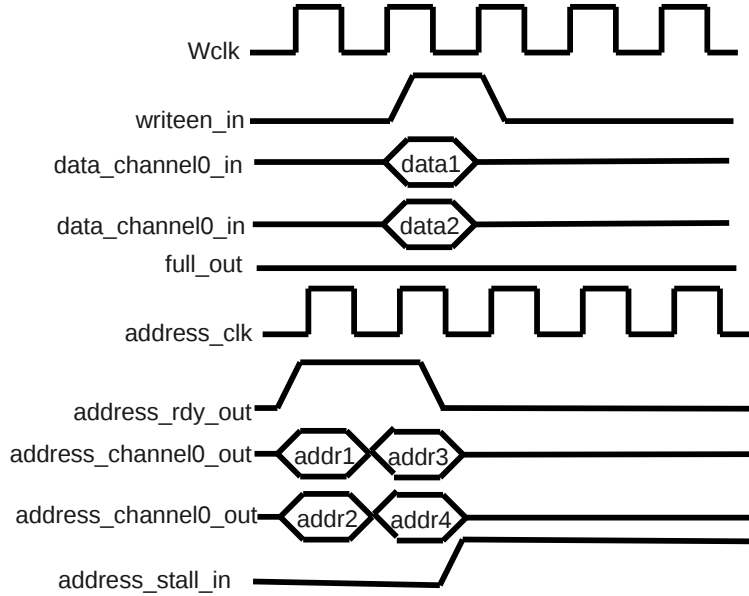 Wclk
writeen_in
data_channel0_in
data1
data_channel0_in
data2
full_out
address_clk
address_rdy_out
address_channel0_out
addr1
addr3
address_channel0_out
addr2
addr4
address_stall_in